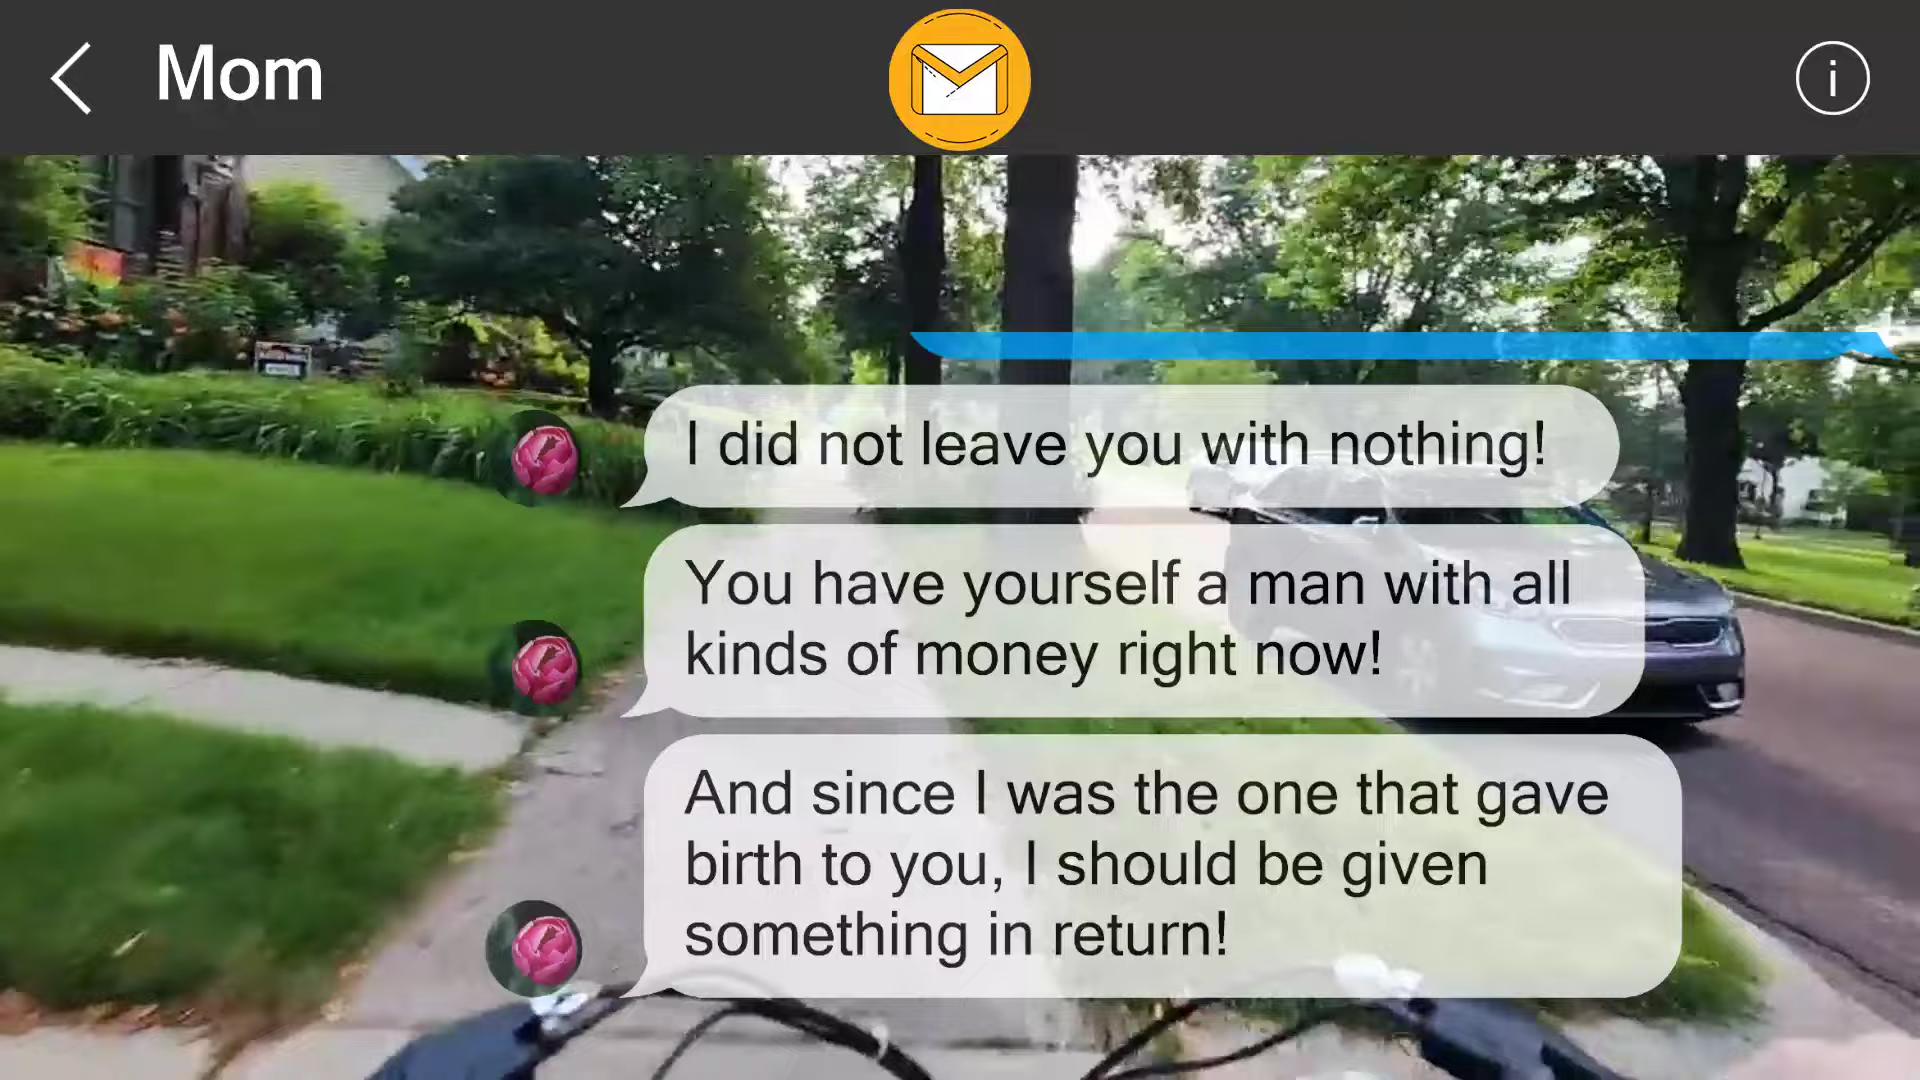 Mom
i
I did not leave you with nothing!
You have yourself a man with all
kinds of money right now!
And since I was the one that gave
birth to you, I should be given
something in return!